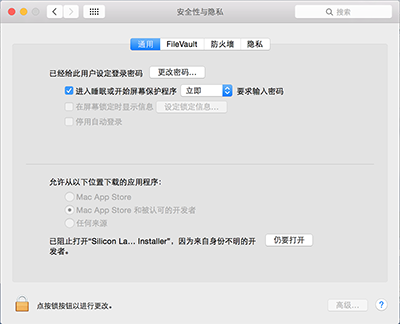 安全性与隐私
搜索
通用 FileVault 防火墙 隐私
已经给此用户设定登录密码 更改密码...
进入睡眠或开始屏幕保护程序 立即 要求输入密码
在屏幕锁定时显示信息 设定锁定信息...
停用自动登录
允许从以下位置下载的应用程序:
Mac App Store
Mac App Store 和被认可的开发者
任何来源
已阻止打开“Silicon La... Installer”，因为来自身份不明的开
发者。
仍要打开
点按锁按钮以进行更改。
高级...
?